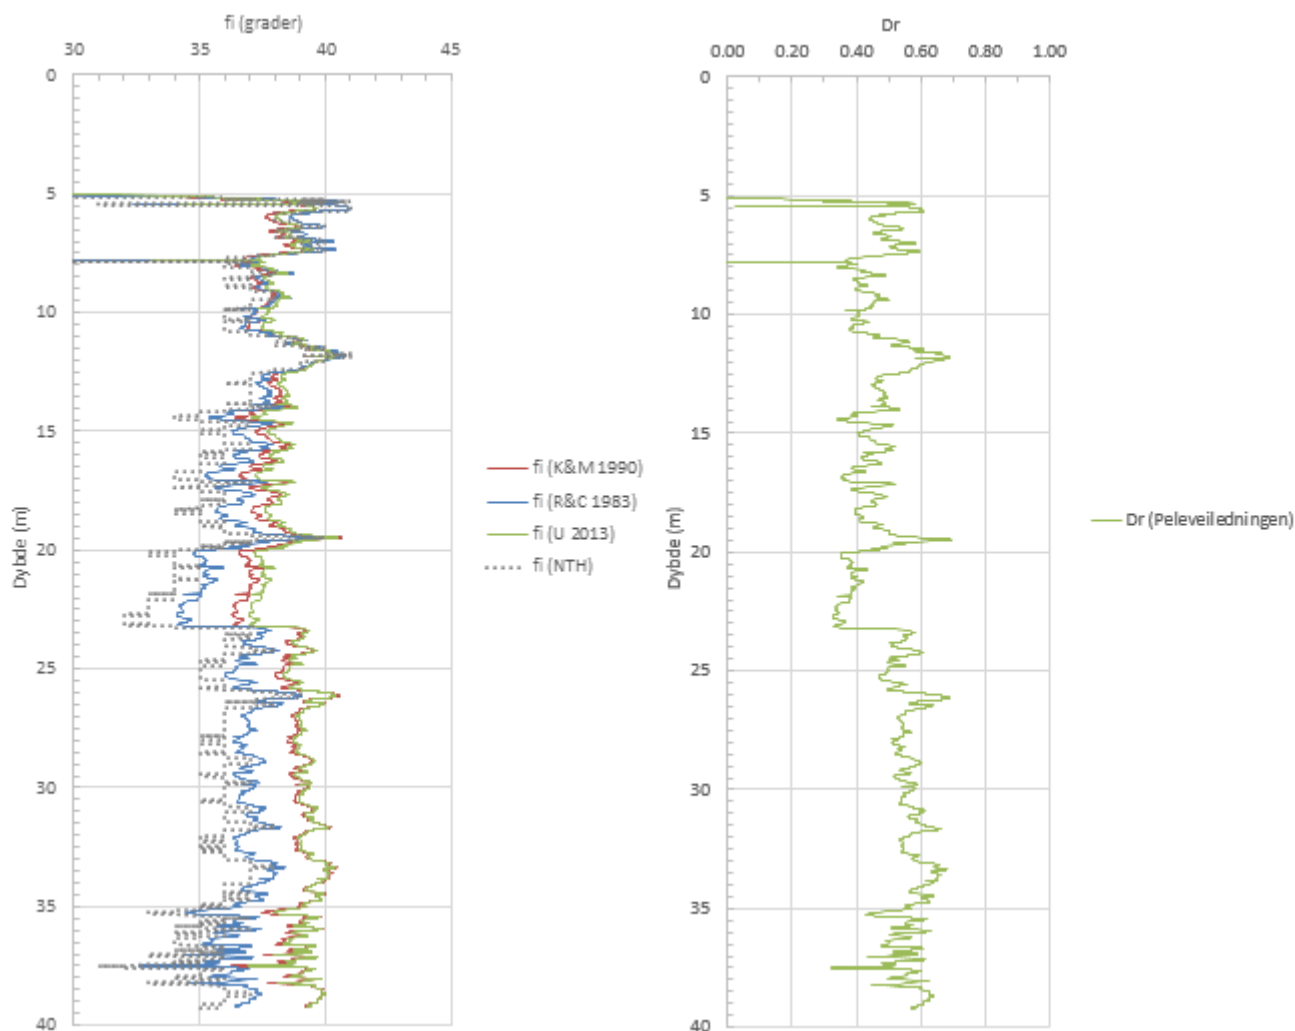 fi (grader)
30 35 40 45
0
5
10
15
20
25
30
35
40
Dybde (m)
fi (K&M 1990)
fi (R&C 1983)
fi (U 2013)
fi (NTH)
Dr
0.00 0.20 0.40 0.60 0.80 1.00
0
5
10
15
20
25
30
35
40
Dybde (m)
Dr (Peleveiledningen)